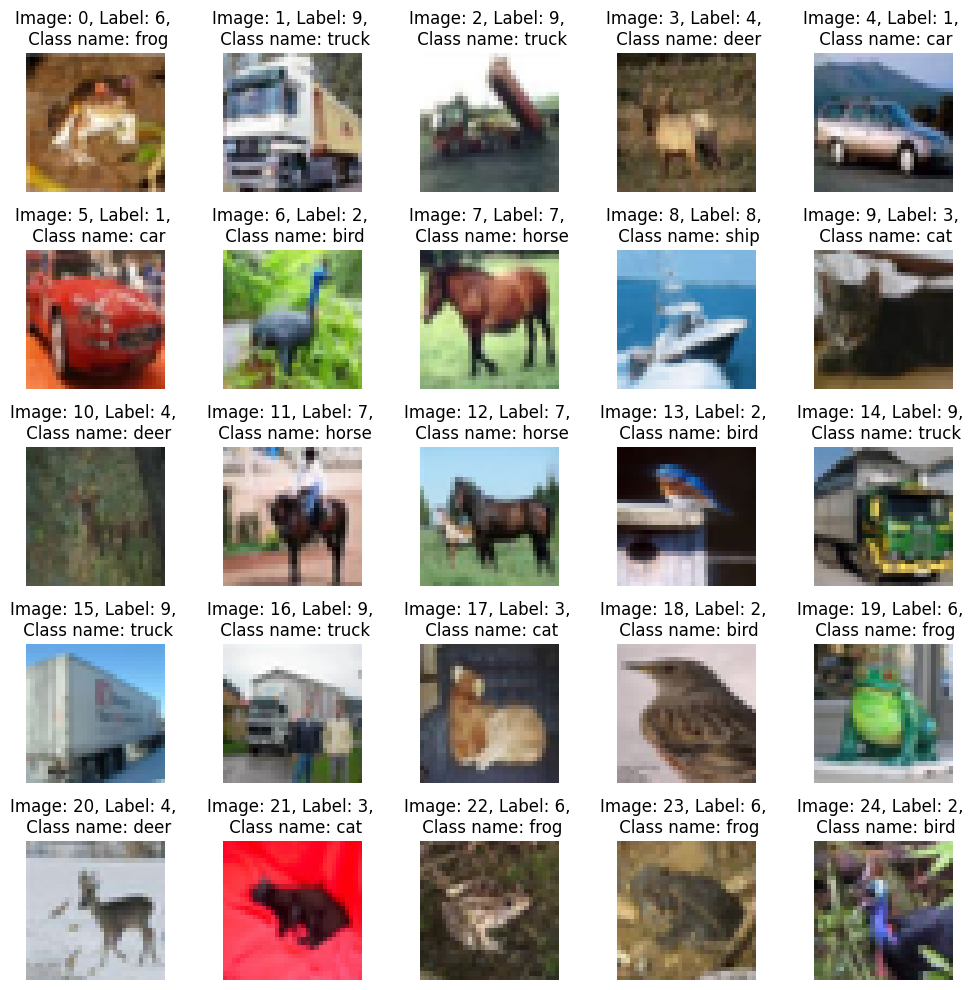 Image: 0, Label: 6,
Class name: frog
Image: 1, Label: 9,
Class name: truck
Image: 2, Label: 9,
Class name: truck
Image: 3, Label: 4,
Class name: deer
Image: 4, Label: 1,
Class name: car
Image: 5, Label: 1,
Class name: car
Image: 6, Label: 2,
Class name: bird
Image: 7, Label: 7,
Class name: horse
Image: 8, Label: 8,
Class name: ship
Image: 9, Label: 3,
Class name: cat
Image: 10, Label: 4,
Class name: deer
Image: 11, Label: 7,
Class name: horse
Image: 12, Label: 7,
Class name: horse
Image: 13, Label: 2,
Class name: bird
Image: 14, Label: 9,
Class name: truck
Image: 15, Label: 9,
Class name: truck
Image: 16, Label: 9,
Class name: truck
Image: 17, Label: 3,
Class name: cat
Image: 18, Label: 2,
Class name: bird
Image: 19, Label: 6,
Class name: frog
Image: 20, Label: 4,
Class name: deer
Image: 21, Label: 3,
Class name: cat
Image: 22, Label: 6,
Class name: frog
Image: 23, Label: 6,
Class name: frog
Image: 24, Label: 2,
Class name: bird